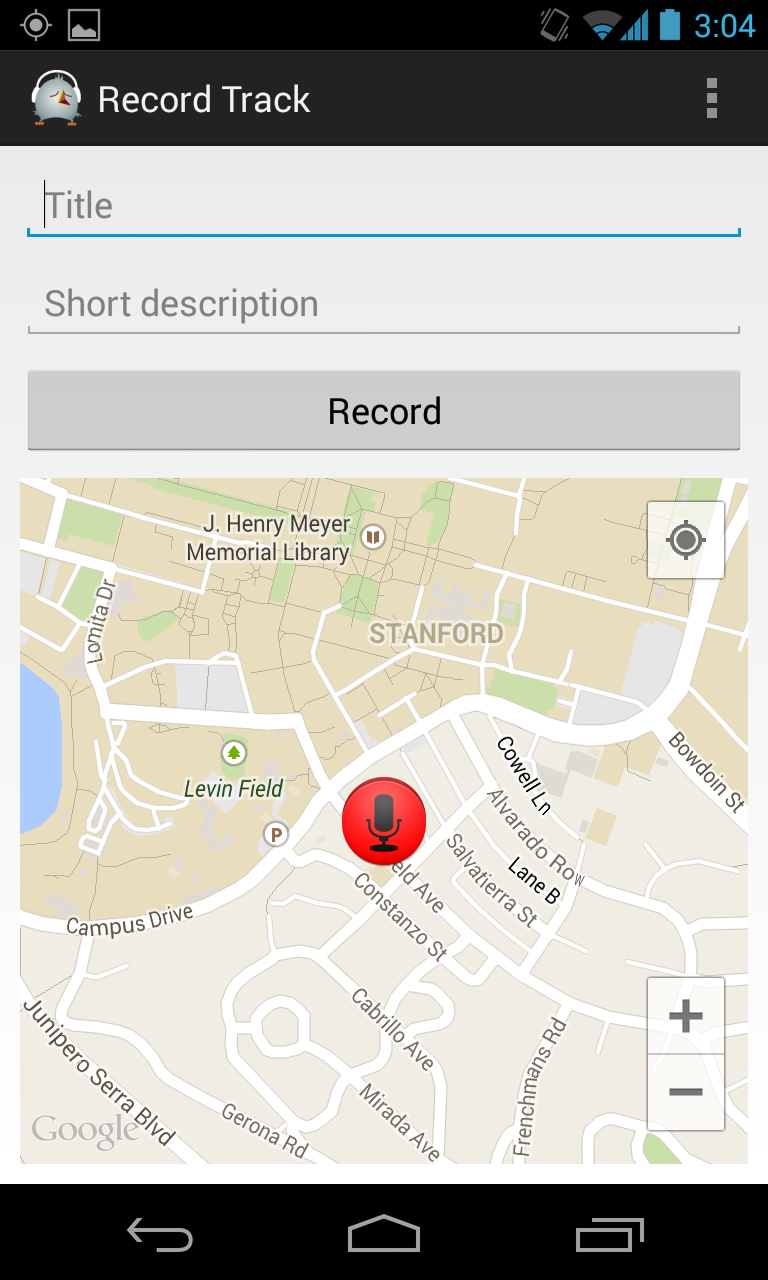 3:04
Record Track
Title
Short description
Record
J. Henry Meyer
Memorial Library
Lomita Dr
STANFORD
Bowdoin St
Cowell Ln
Levin Field
Alvarado Row
P
Salvatierra St
Lane B
eld Ave
Constanzo St
Campus Drive
Cabrillo Ave
Junipero Serra Blvd
Frenchmans Rd
Mirada Ave
Gerona Rd
Google